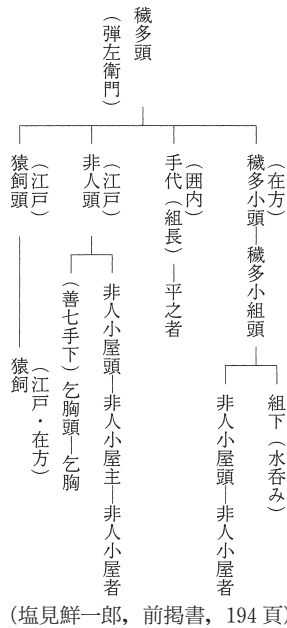 穢多頭
（弾左衛門）
（在方）
穢多小頭―穢多小組頭
組下（水呑み）
非人小屋頭―非人小屋者
（囲内）
手代（組長）―平之者
（江戸）
非人頭
非人小屋頭―非人小屋主―非人小屋者
（善七手下）乞胸頭―乞胸
（江戸）
猿飼頭
（江戸・在方）
猿飼
(塩見鮮一郎，前掲書，194頁)